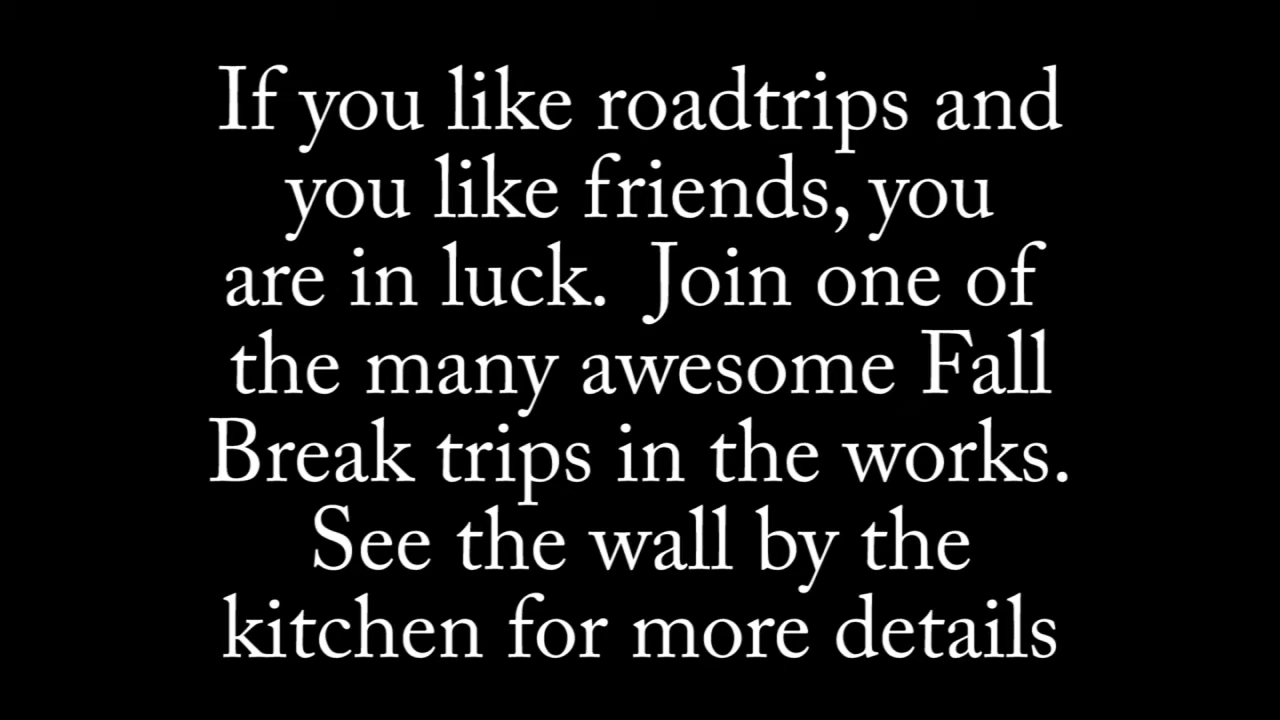 If you like roadtrips and
you like friends, you
are in luck.  Join one of
the many awesome Fall
Break trips in the works.
See the wall by the
kitchen for more details